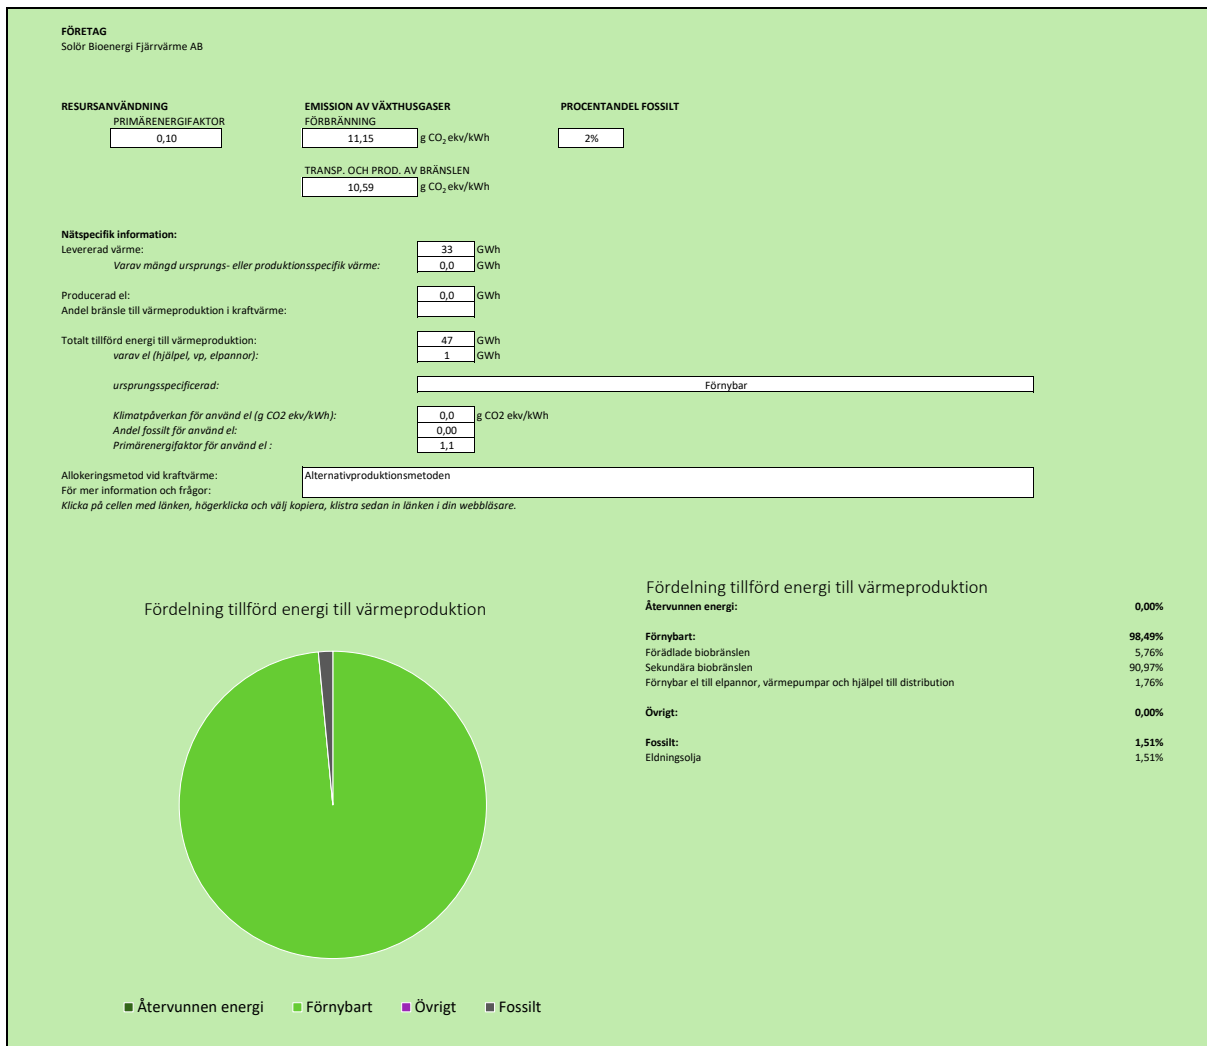 FÖRETAG
Solör Bioenergi Fjärrvärme AB
RESURSANVÄNDNING EMISSION AV VÄXTHUSGASER PROCENTANDEL FOSSILT
PRIMÄRENERGIFAKTOR FÖRBRÄNNING
0,10 11,15 g CO₂ ekv/kWh 2%
TRANSP. OCH PROD. AV BRÄNSLEN
10,59 g CO₂ ekv/kWh
Nätspecifik information:
Levererad värme: 33 GWh
Varav mängd ursprungs- eller produktionsspecifik värme: 0,0 GWh
Producerad el: 0,0 GWh
Andel bränsle till värmeproduktion i kraftvärme:
Totalt tillförd energi till värmeproduktion: 47 GWh
varav el (hjälpel, vp, elpannor): 1 GWh
ursprungsspecificerad: Förnybar
Klimatpåverkan för använd el (g CO2 ekv/kWh): 0,0 g CO2 ekv/kWh
Andel fossilt för använd el: 0,00
Primärenergifaktor för använd el : 1,1
Allokeringsmetod vid kraftvärme: Alternativproduktionsmetoden
För mer information och frågor:
Klicka på cellen med länken, högerklicka och välj kopiera, klistra sedan in länken i din webbläsare.
Fördelning tillförd energi till värmeproduktion
Återvunnen energi
Förnybart
Övrigt
Fossilt
Fördelning tillförd energi till värmeproduktion
Återvunnen energi: 0,00%
Förnybart: 98,49%
Förädlade biobränslen 5,76%
Sekundära biobränslen 90,97%
Förnybar el till elpannor, värmepumpar och hjälpel till distribution 1,76%
Övrigt: 0,00%
Fossilt: 1,51%
Eldningsolja 1,51%